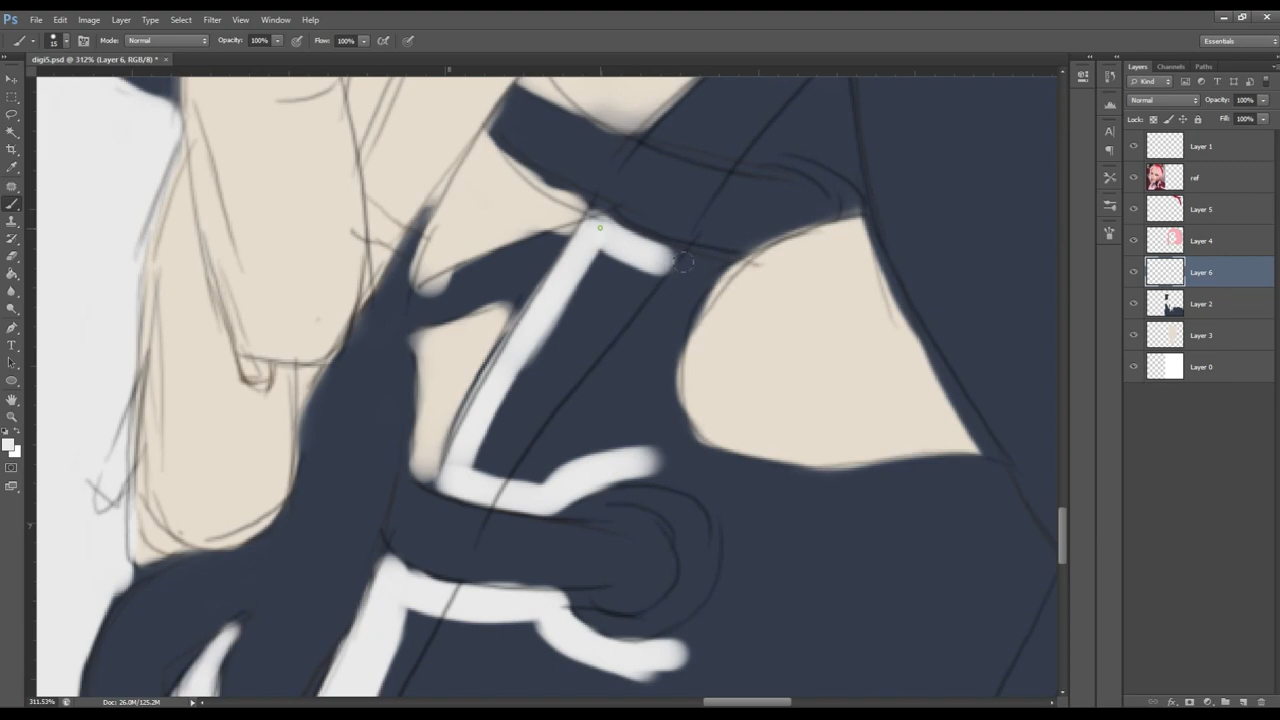 Ps File Edit Image Layer Type Select Filter View Window Help
15 Mode: Normal Opacity: 100% Flow: 100% Essentials
digi5.psd @ 312% (Layer 6, RGB/8) * ×
Layers Channels Paths
Kind
Normal Opacity: 100%
Lock: Fill: 100%
Layer 1
ref
Layer 5
Layer 4
Layer 6
Layer 2
Layer 3
Layer 0
311.53% Doc: 26.0M/125.2M